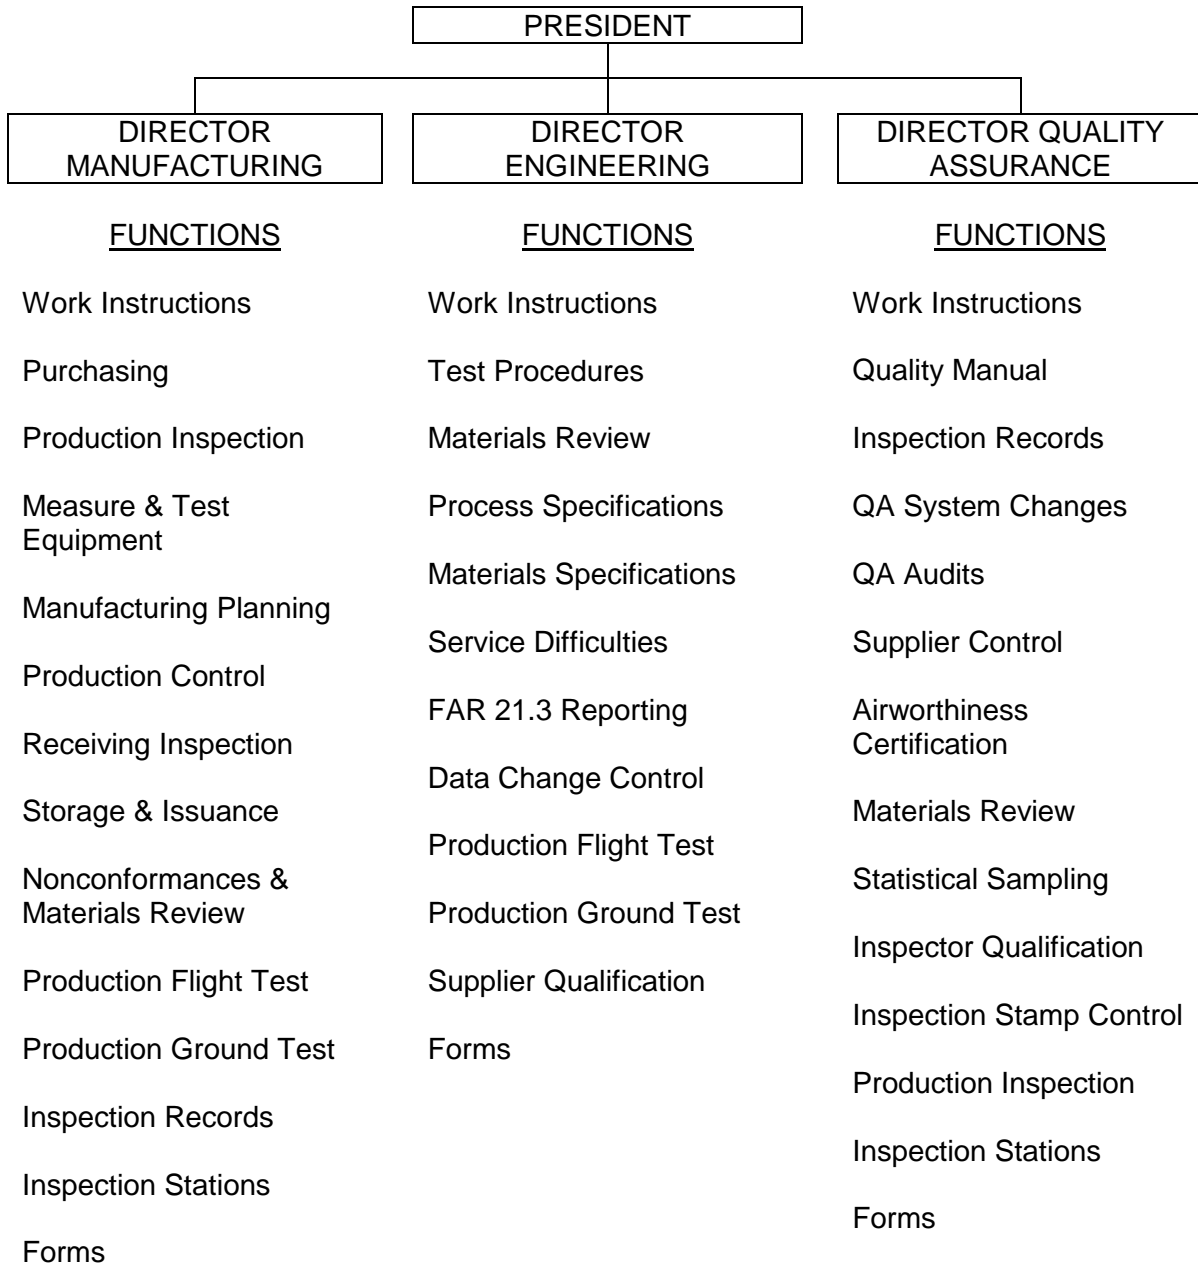 PRESIDENT
DIRECTOR
MANUFACTURING
DIRECTOR
ENGINEERING
DIRECTOR QUALITY
ASSURANCE
FUNCTIONS
Work Instructions
Purchasing
Production Inspection
Measure & Test
Equipment
Manufacturing Planning
Production Control
Receiving Inspection
Storage & Issuance
Nonconformances &
Materials Review
Production Flight Test
Production Ground Test
Inspection Records
Inspection Stations
Forms
FUNCTIONS
Work Instructions
Test Procedures
Materials Review
Process Specifications
Materials Specifications
Service Difficulties
FAR 21.3 Reporting
Data Change Control
Production Flight Test
Production Ground Test
Supplier Qualification
Forms
FUNCTIONS
Work Instructions
Quality Manual
Inspection Records
QA System Changes
QA Audits
Supplier Control
Airworthiness
Certification
Materials Review
Statistical Sampling
Inspector Qualification
Inspection Stamp Control
Production Inspection
Inspection Stations
Forms